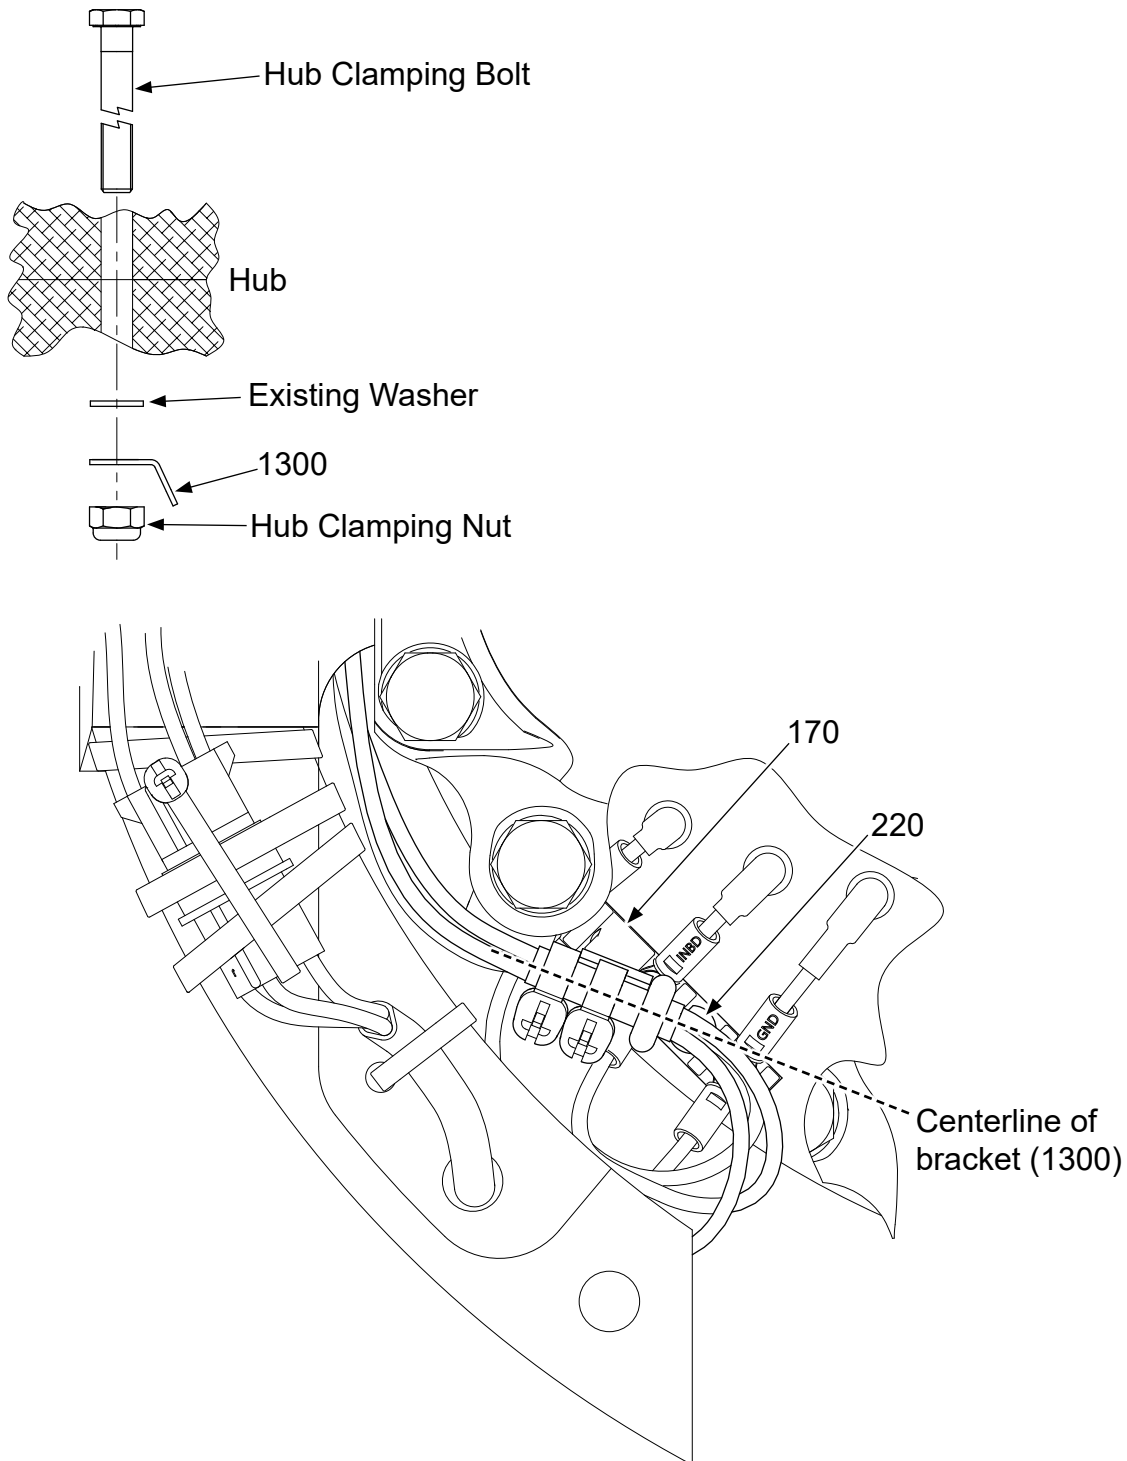 Hub Clamping Bolt
Hub
Existing Washer
1300
Hub Clamping Nut
170
220
INBD
GND
Centerline of
bracket (1300)